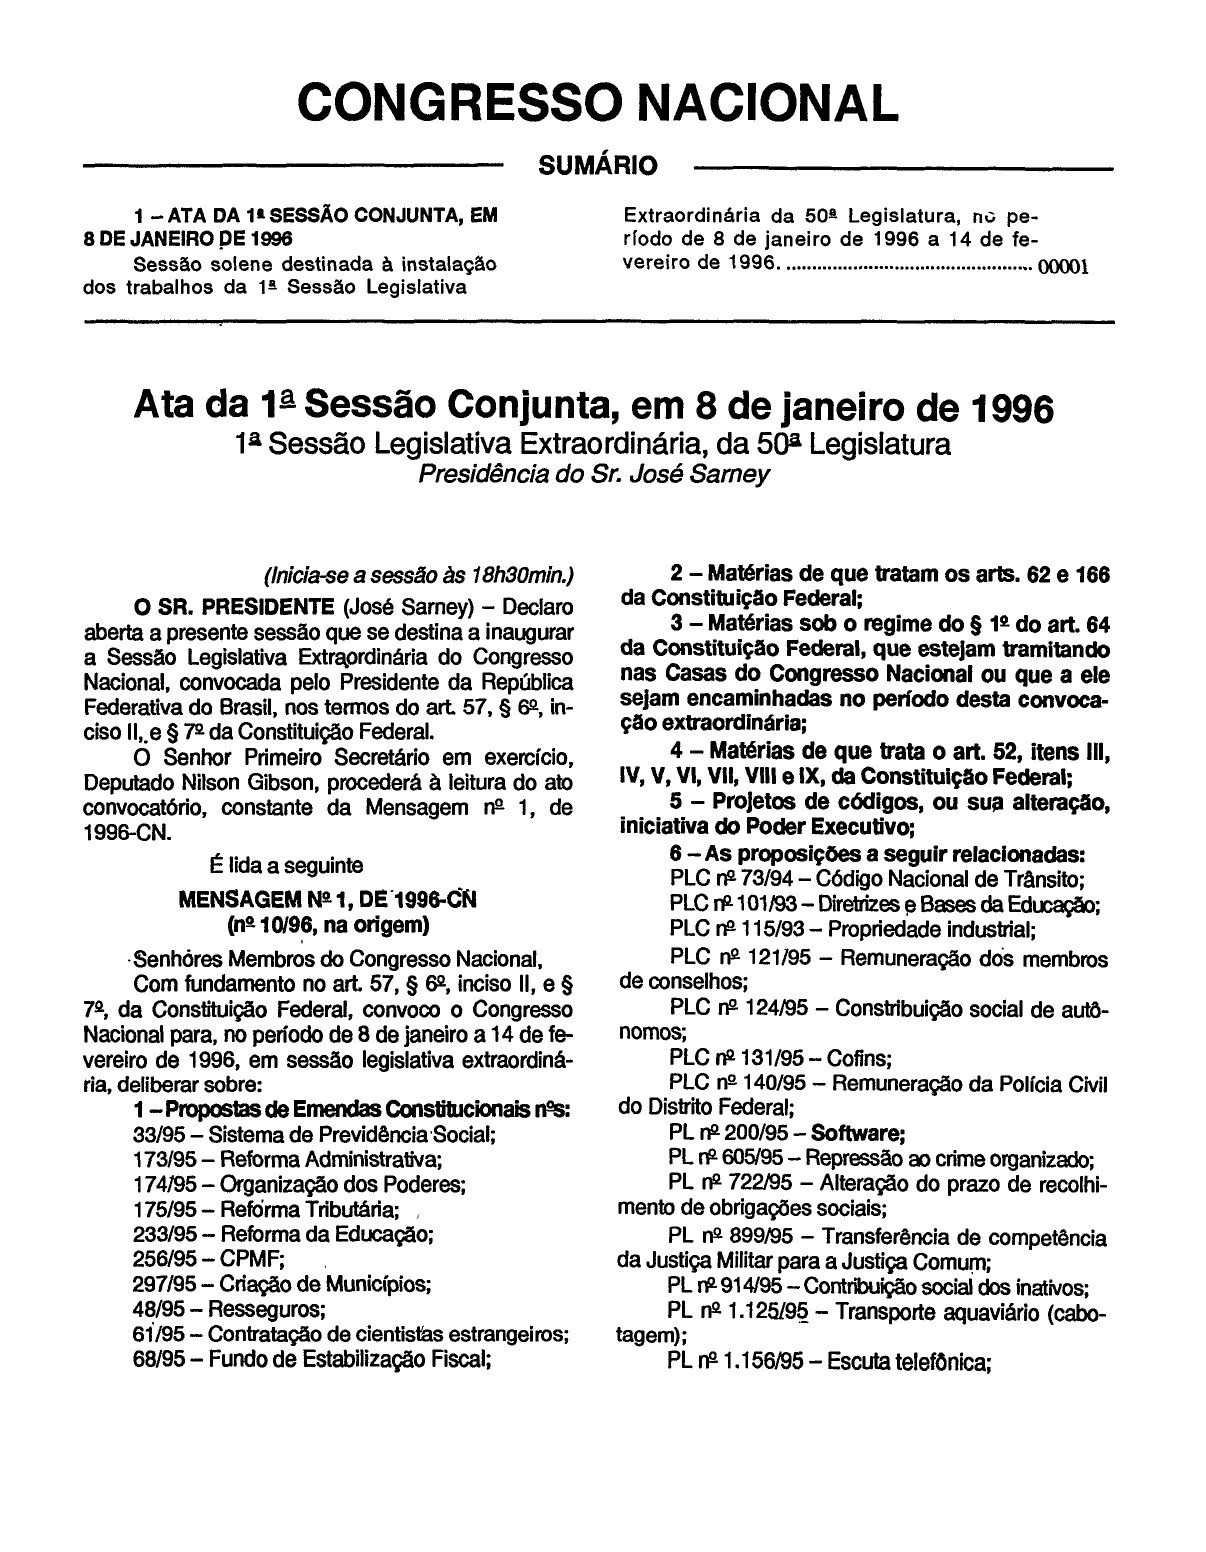 CONGRESSO NACIONAL
SUMÁRIO
1 – ATA DA 1ª SESSÃO CONJUNTA, EM
8 DE JANEIRO DE 1996
Sessão solene destinada à instalação
dos trabalhos da 1ª Sessão Legislativa
Extraordinária da 50ª Legislatura, no pe-
ríodo de 8 de janeiro de 1996 a 14 de fe-
vereiro de 1996. ................................................ 00001
Ata da 1ª Sessão Conjunta, em 8 de janeiro de 1996
1ª Sessão Legislativa Extraordinária, da 50ª Legislatura
Presidência do Sr. José Sarney
(Inicia-se a sessão às 18h30min.)
O SR. PRESIDENTE (José Sarney) – Declaro
aberta a presente sessão que se destina a inaugurar
a Sessão Legislativa Extraordinária do Congresso
Nacional, convocada pelo Presidente da República
Federativa do Brasil, nos termos do art. 57, § 6º, in-
ciso II, e § 7º da Constituição Federal.
O Senhor Primeiro Secretário em exercício,
Deputado Nilson Gibson, procederá à leitura do ato
convocatório, constante da Mensagem nº 1, de
1996-CN.
É lida a seguinte
MENSAGEM Nº 1, DE 1996-CN
(nº 10/96, na origem)
Senhores Membros do Congresso Nacional,
Com fundamento no art. 57, § 6º, inciso II, e §
7º, da Constituição Federal, convoco o Congresso
Nacional para, no período de 8 de janeiro a 14 de fe-
vereiro de 1996, em sessão legislativa extraordiná-
ria, deliberar sobre:
1 – Propostas de Emendas Constitucionais nºs:
33/95 – Sistema de Previdência Social;
173/95 – Reforma Administrativa;
174/95 – Organização dos Poderes;
175/95 – Reforma Tributária;
233/95 – Reforma da Educação;
256/95 – CPMF;
297/95 – Criação de Municípios;
48/95 – Resseguros;
61/95 – Contratação de cientistas estrangeiros;
68/95 – Fundo de Estabilização Fiscal;
2 – Matérias de que tratam os arts. 62 e 166
da Constituição Federal;
3 – Matérias sob o regime do § 1º do art. 64
da Constituição Federal, que estejam tramitando
nas Casas do Congresso Nacional ou que a ele
sejam encaminhadas no período desta convoca-
ção extraordinária;
4 – Matérias de que trata o art. 52, itens III,
IV, V, VI, VII, VIII e IX, da Constituição Federal;
5 – Projetos de códigos, ou sua alteração,
iniciativa do Poder Executivo;
6 – As proposições a seguir relacionadas:
PLC nº 73/94 – Código Nacional de Trânsito;
PLC nº 101/93 – Diretrizes e Bases da Educação;
PLC nº 115/93 – Propriedade industrial;
PLC nº 121/95 – Remuneração dos membros
de conselhos;
PLC nº 124/95 – Constribuição social de autô-
nomos;
PLC nº 131/95 – Cofins;
PLC nº 140/95 – Remuneração da Polícia Civil
do Distrito Federal;
PL nº 200/95 – Software;
PL nº 605/95 – Repressão ao crime organizado;
PL nº 722/95 – Alteração do prazo de recolhi-
mento de obrigações sociais;
PL nº 899/95 – Transferência de competência
da Justiça Militar para a Justiça Comum;
PL nº 914/95 – Contribuição social dos inativos;
PL nº 1.125/95 – Transporte aquaviário (cabo-
tagem);
PL nº 1.156/95 – Escuta telefônica;